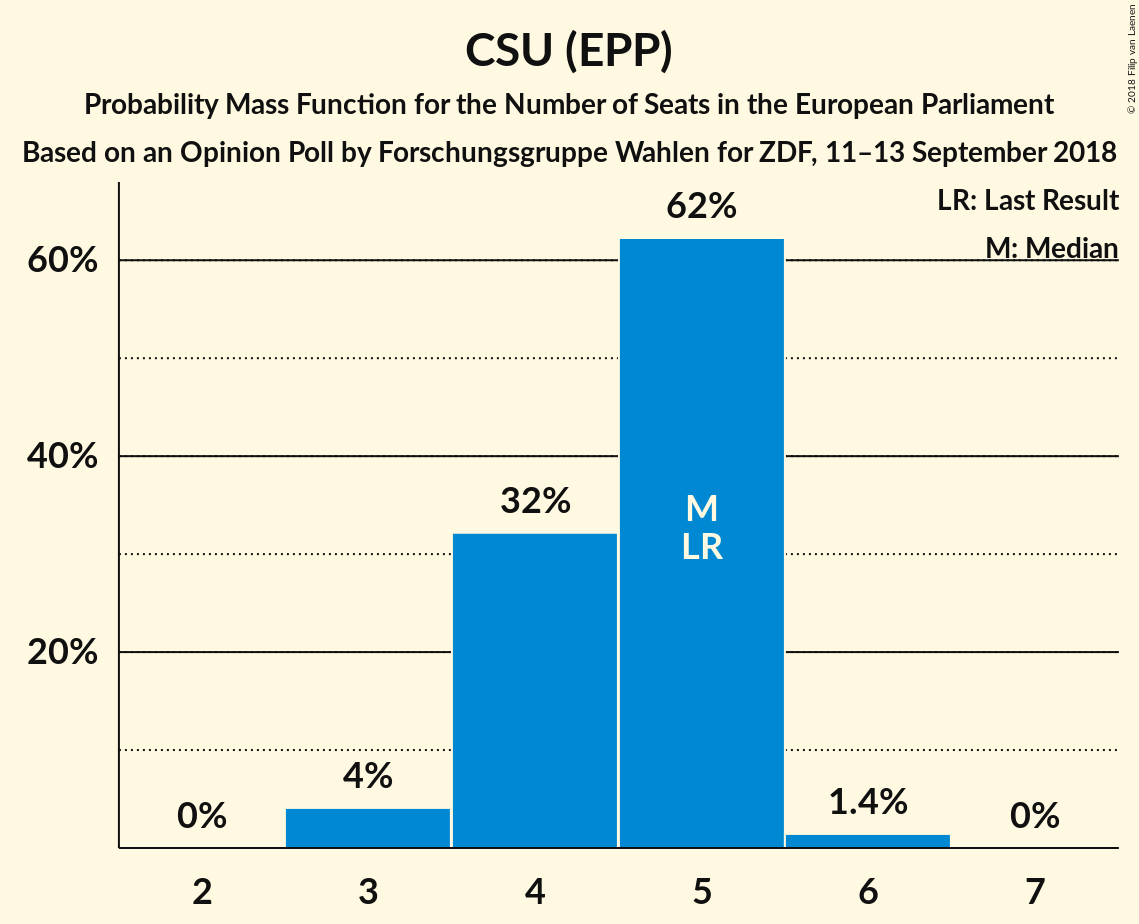 CSU (EPP)
Probability Mass Function for the Number of Seats in the European Parliament
Based on an Opinion Poll by Forschungsgruppe Wahlen for ZDF, 11–13 September 2018
© 2018 Filip van Laenen
LR: Last Result
M: Median
60%
40%
20%
0%
4%
32%
62%
M
LR
1.4%
0%
2
3
4
5
6
7